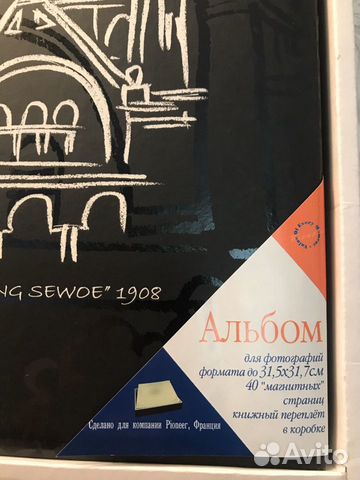 NG SEWOE" 1908
Альбом
для фотографий
формата до 31,5x31,7см
40 "магнитных"
страниц
книжный переплёт
в коробке
Сделано для компании Pioneer, Франция
Avito